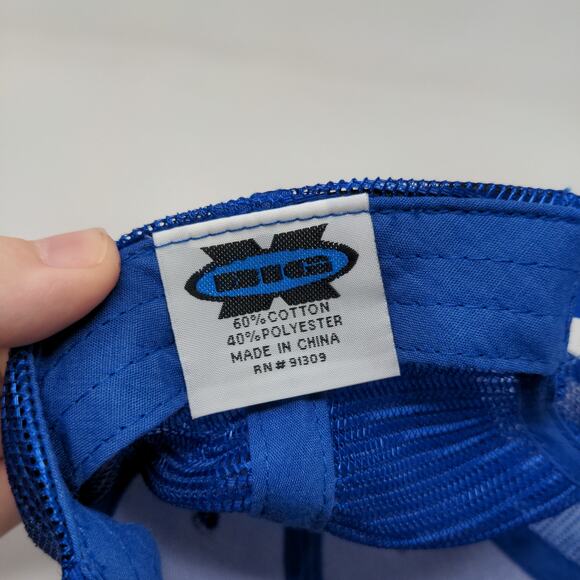 BIG
X
60% COTTON
40% POLYESTER
MADE IN CHINA
RN# 91309